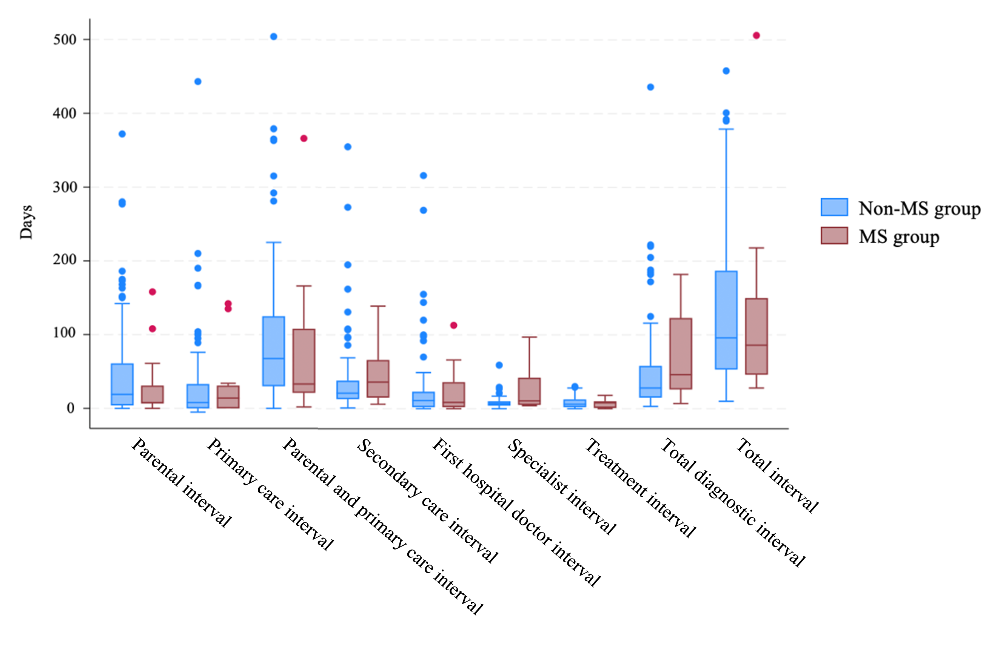 500
400
300
200
100
0
Days
Non-MS group
MS group
Parental interval
Primary care interval
Parental and primary care interval
Secondary care interval
First hospital doctor interval
Specialist interval
Treatment interval
Total diagnostic interval
Total interval